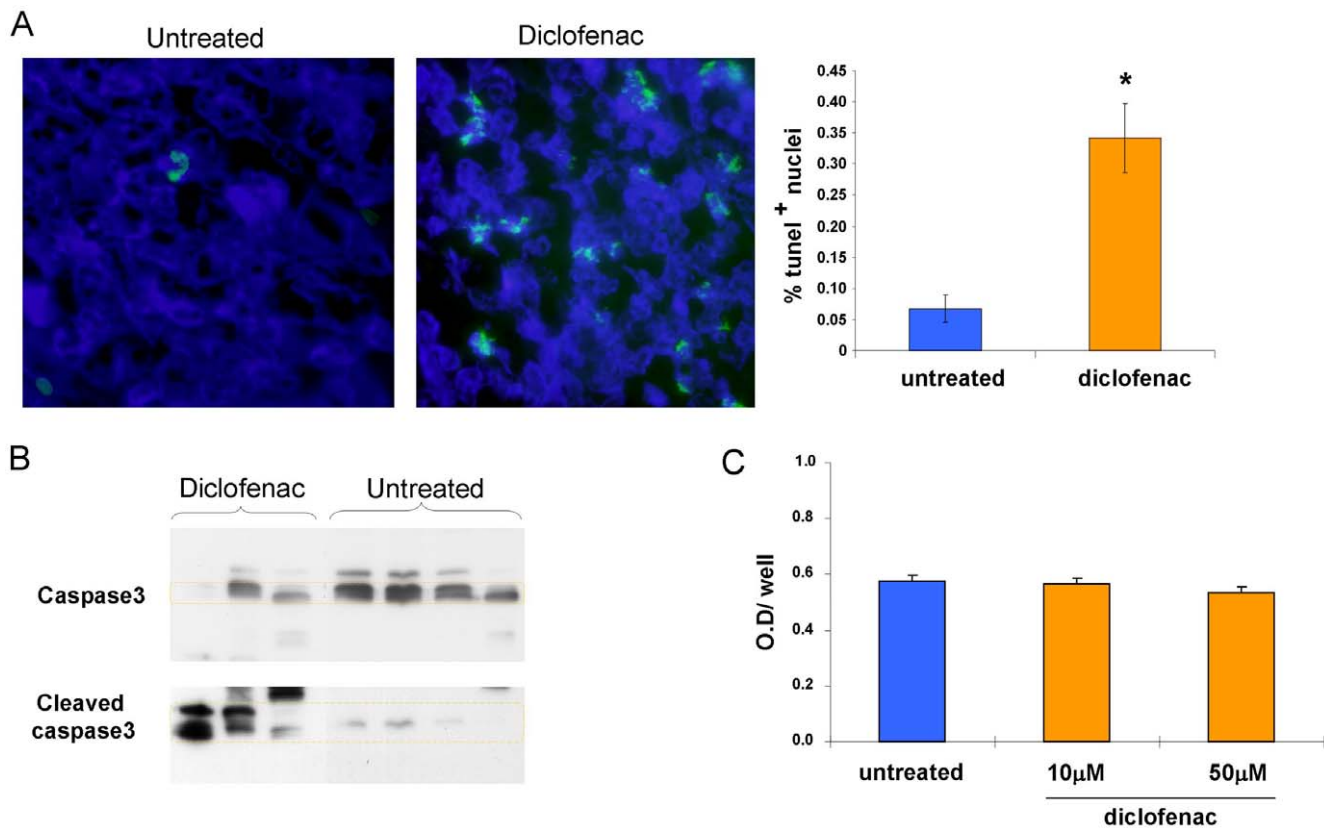 A
Untreated
Diclofenac
0.45
0.40
0.35
0.30
0.25
0.20
0.15
0.10
0.05
0
% tunel + nuclei
*
untreated
diclofenac
B
Diclofenac
Untreated
Caspase3
Cleaved
caspase3
C
1.0
0.8
0.6
0.4
0.2
0.0
O.D/ well
untreated
10μM
50μM
diclofenac